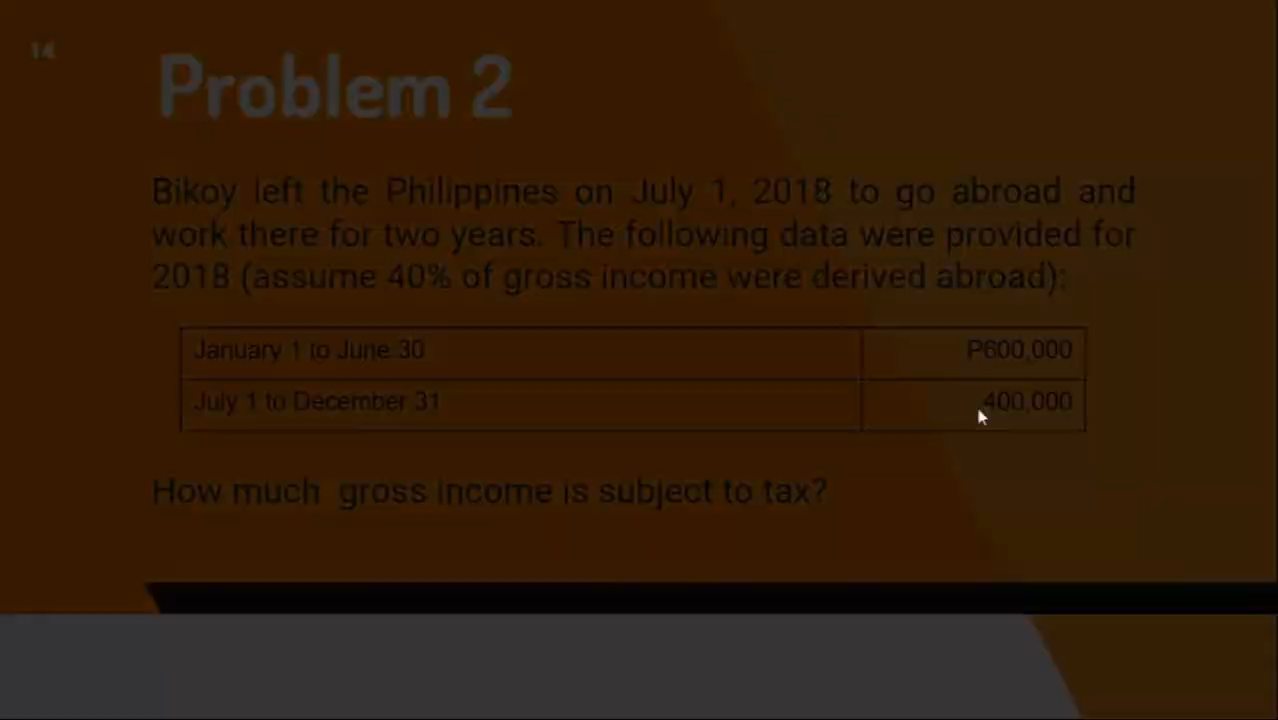 14
Problem 2
Bikoy left the Philippines on July 1, 2018 to go abroad and
work there for two years. The following data were provided for
2018 (assume 40% of gross income were derived abroad):
January 1 to June 30 P600,000
July 1 to December 31 400,000
How much gross income is subject to tax?